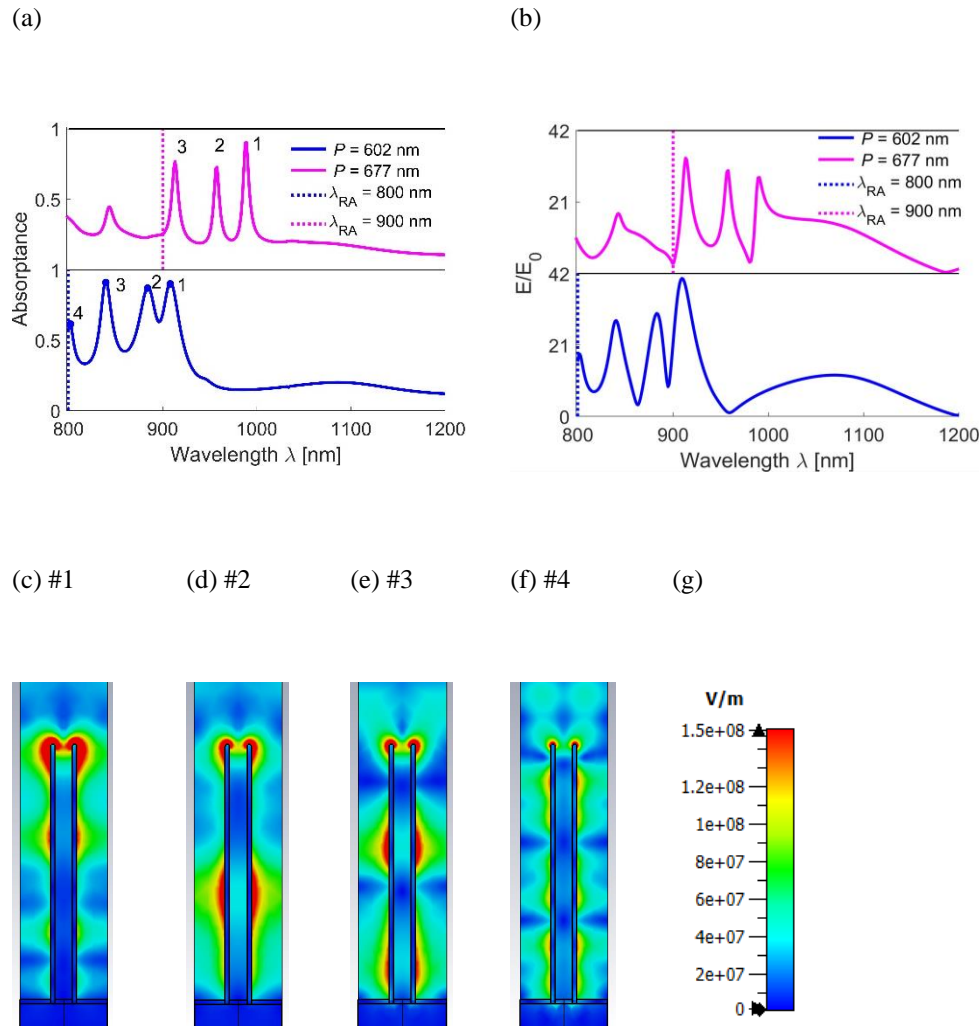 (a)
(b)
1
0.5
1
0.5
0
Absorptance
3
2
1
P = 602 nm
P = 677 nm
λRA = 800 nm
λRA = 900 nm
4
3
2
1
800
900
1000
1100
1200
Wavelength λ [nm]
42
21
42
21
0
E/E0
P = 602 nm
P = 677 nm
λRA = 800 nm
λRA = 900 nm
800
900
1000
1100
1200
Wavelength λ [nm]
(c) #1
(d) #2
(e) #3
(f) #4
(g)
V/m
1.5e+08
1.2e+08
1e+08
8e+07
6e+07
4e+07
2e+07
0